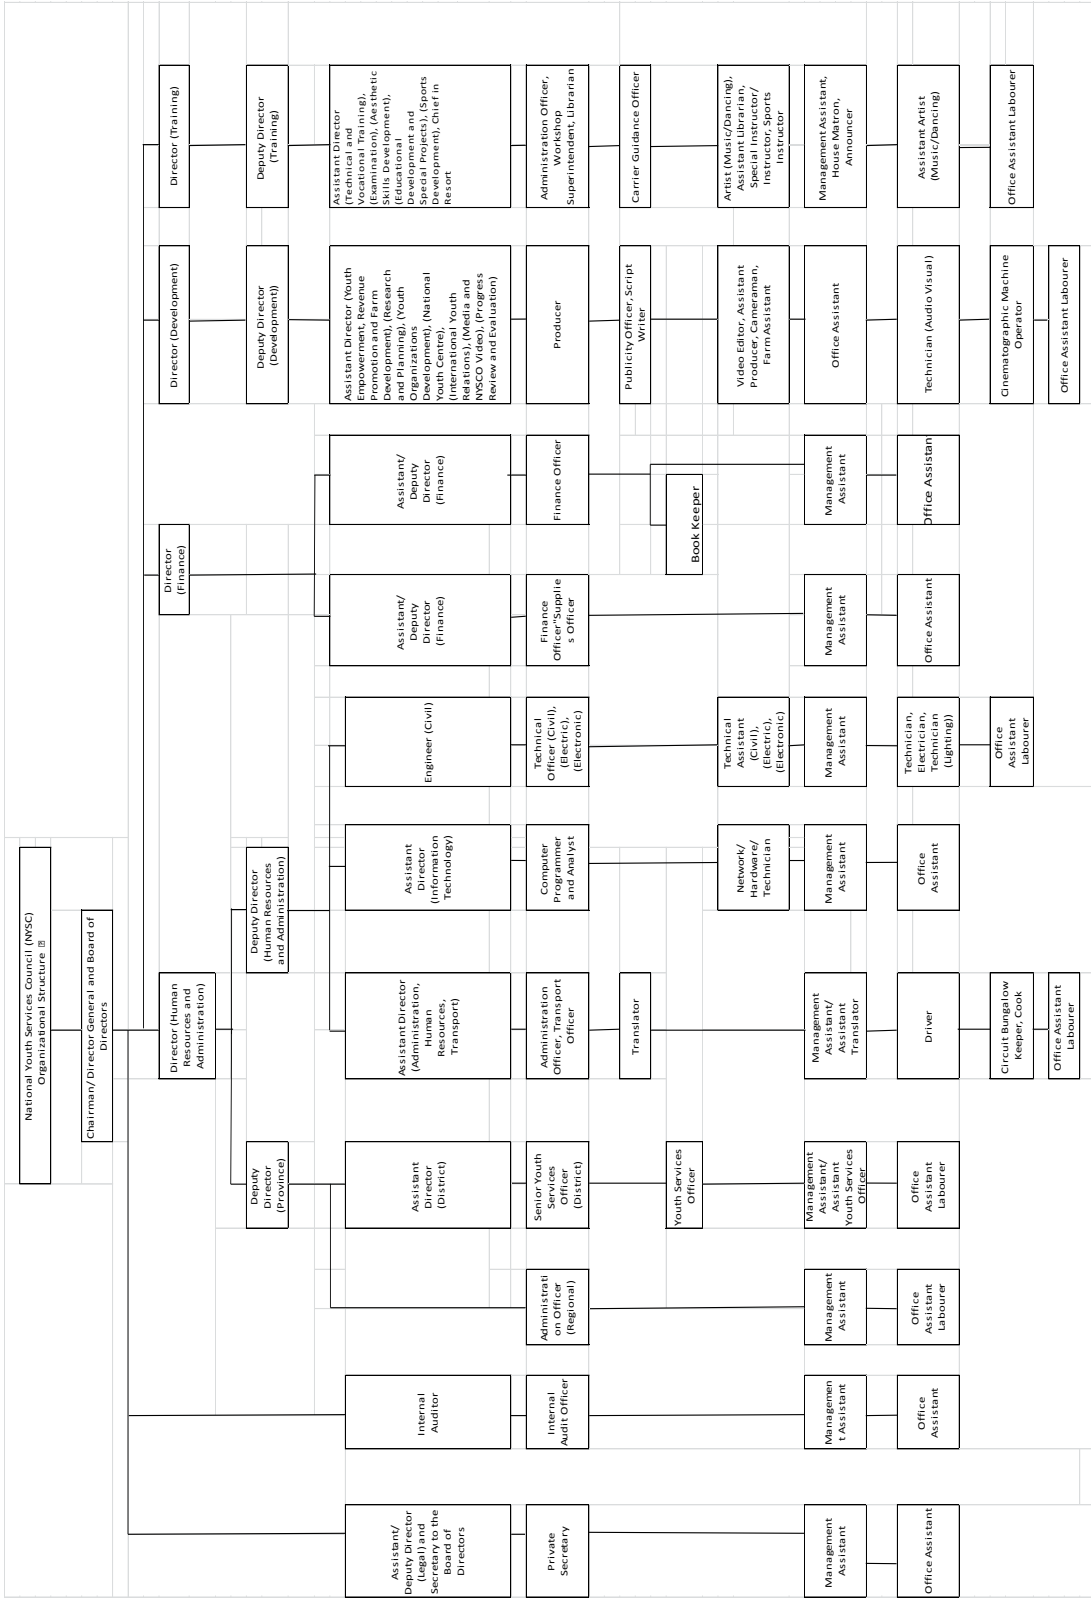 National Youth Services Council (NYSC)
Organizational Structure
Chairman/ Director General and Board of
Directors
Director (Human
Resources and
Administration)
Director
(Finance)
Director (Development)
Director (Training)
Deputy
Director
(Province)
Deputy Director
(Human Resources
and Administration)
Deputy Director
(Development))
Deputy Director
(Training)
Assistant/
Deputy Director
(Legal) and
Secretary to the
Board of
Directors
Internal
Auditor
Assistant
Director
(District)
Assistant Director
(Administration,
Human
Resources,
Transport)
Assistant
Director
(Information
Technology)
Engineer (Civil)
Assistant/
Deputy
Director
(Finance)
Assistant/
Deputy
Director
(Finance)
Assistant Director (Youth
Empowerment, Revenue
Promotion and Farm
Development), (Research
and Planning), (Youth
Organizations
Development), (National
Youth Centre),
(International Youth
Relations), (Media and
NYSCO Video), (Progress
Review and Evaluation)
Assistant Director
(Technical and
Vocational Training),
(Examination), (Aesthetic
Skills Development),
(Educational
Development and
Special Projects), (Sports
Development), Chief in
Resort
Private
Secretary
Internal
Audit Officer
Administrati
on Officer
(Regional)
Senior Youth
Services
Officer
(District)
Administration
Officer, Transport
Officer
Computer
Programmer
and Analyst
Technical
Officer (Civil),
(Electric),
(Electronic)
Finance
Officer"Supplie
s Officer
Finance Officer
Producer
Administration Officer,
Workshop
Superintendent, Librarian
Translator
Publicity Officer, Script
Writer
Carrier Guidance Officer
Youth Services
Officer
Book Keeper
Network/
Hardware/
Technician
Technical
Assistant
(Civil),
(Electric),
(Electronic)
Video Editor, Assistant
Producer, Cameraman,
Farm Assistant
Artist (Music/Dancing),
Assistant Librarian,
Special Instructor/
Instructor, Sports
Instructor
Management
Assistant
Managemen
t Assistant
Management
Assistant
Management
Assistant/
Assistant
Youth Services
Officer
Management
Assistant/
Assistant
Translator
Management
Assistant
Management
Assistant
Management
Assistant
Management
Assistant
Office Assistant
Management Assistant,
House Matron,
Announcer
Office Assistant
Office
Assistant
Office
Assistant
Labourer
Office
Assistant
Labourer
Driver
Office
Assistant
Technician,
Electrician,
Technician
(Lighting))
Office Assistant
Office Assistan
Technician (Audio Visual)
Assistant Artist
(Music/Dancing)
Circuit Bungalow
Keeper, Cook
Office
Assistant
Labourer
Cinematographic Machine
Operator
Office Assistant Labourer
Office Assistant
Labourer
Office Assistant Labourer